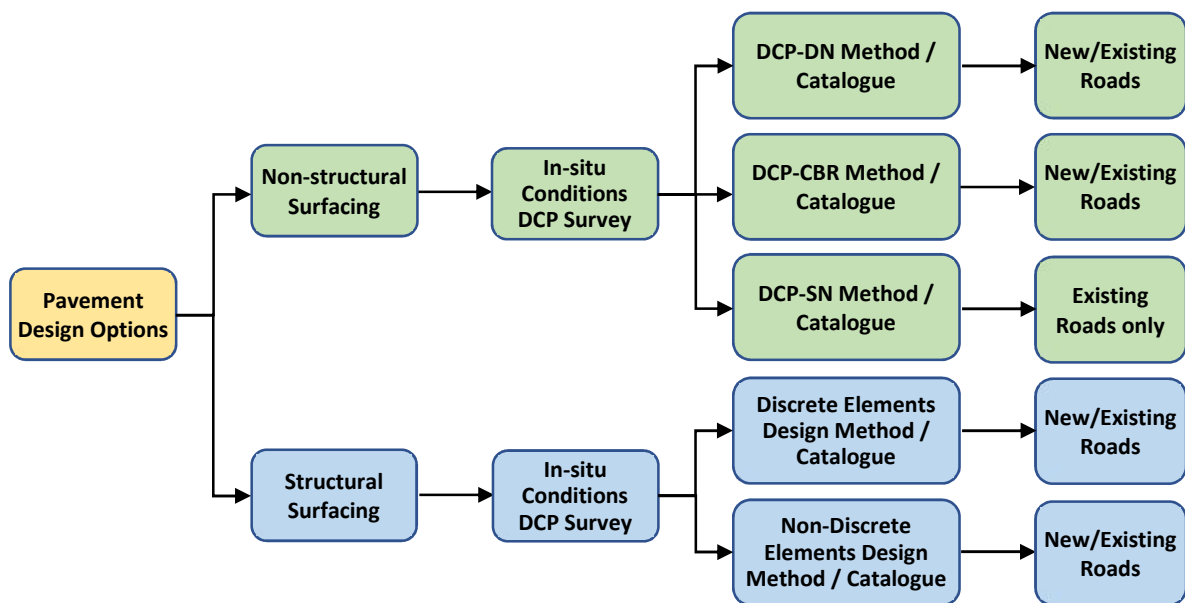 Pavement
Design Options
Non-structural
Surfacing
In-situ
Conditions
DCP Survey
DCP-DN Method /
Catalogue
New/Existing
Roads
DCP-CBR Method /
Catalogue
New/Existing
Roads
DCP-SN Method /
Catalogue
Existing
Roads only
Structural
Surfacing
In-situ
Conditions
DCP Survey
Discrete Elements
Design Method /
Catalogue
New/Existing
Roads
Non-Discrete
Elements Design
Method / Catalogue
New/Existing
Roads